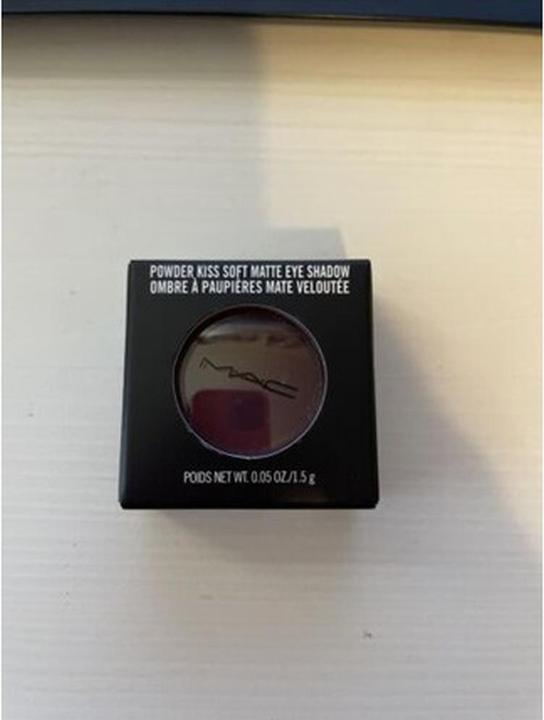 POWDER KISS SOFT MATTE EYE SHADOW
OMBRE À PAUPIÈRES MATE VELOUTÉE
MAC
POIDS NET WT. 0.05 OZ./1.5 g